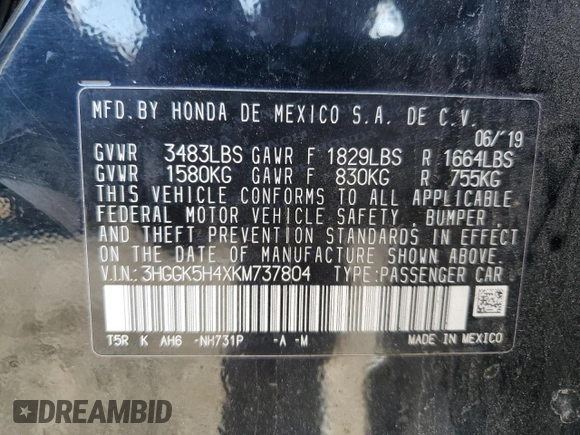 MFD. BY HONDA DE MEXICO S.A. DE C.V.
06/'19
GVWR 3483LBS GAWR F 1829LBS R 1664LBS
GVWR 1580KG GAWR F 830KG R 755KG
THIS VEHICLE CONFORMS TO ALL APPLICABLE
FEDERAL MOTOR VEHICLE SAFETY, BUMPER,
AND THEFT PREVENTION STANDARDS IN EFFECT
ON THE DATE OF MANUFACTURE SHOWN ABOVE.
V.I.N.: 3HGGK5H4XKM737804 TYPE: PASSENGER CAR
T5R K AH6 -NH731P -A -M MADE IN MEXICO
DREAMBID